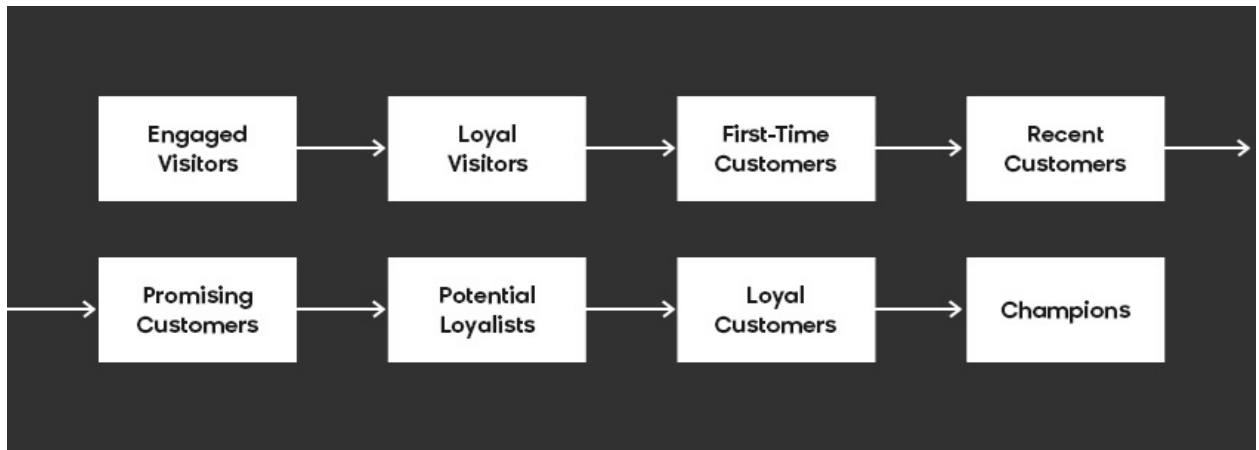 Engaged
Visitors
Loyal
Visitors
First-Time
Customers
Recent
Customers
Promising
Customers
Potential
Loyalists
Loyal
Customers
Champions